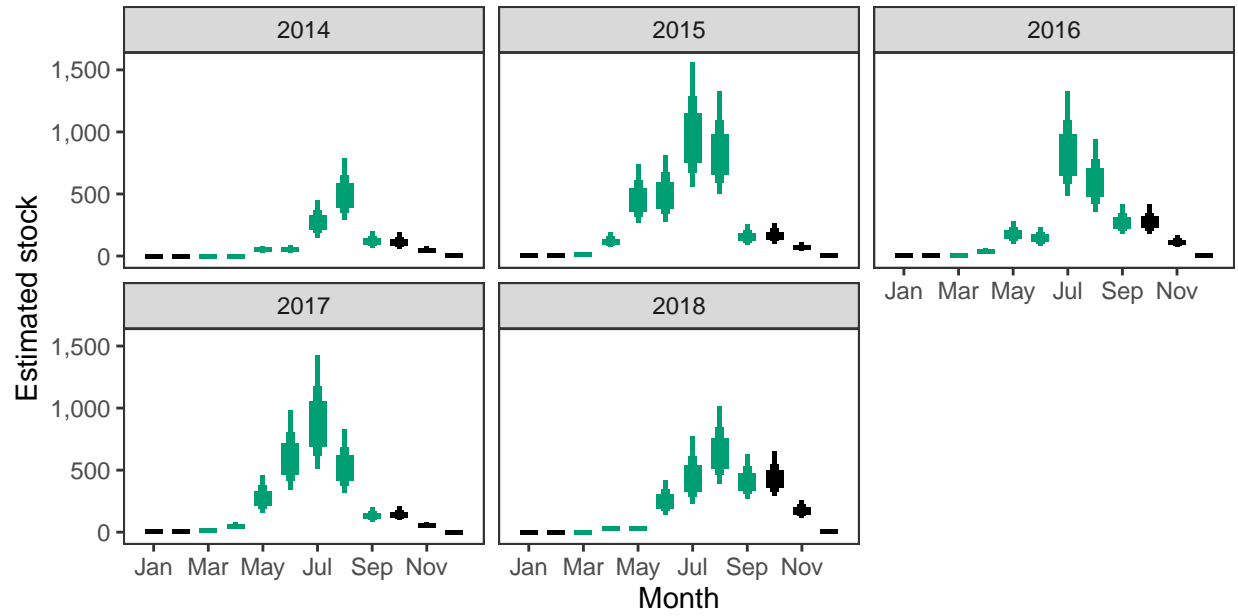 2014 2015 2016
1,500
1,000
500
0
Jan Mar May Jul Sep Nov
2017 2018
1,500
1,000
500
0
Jan Mar May Jul Sep Nov Jan Mar May Jul Sep Nov
Estimated stock
Month